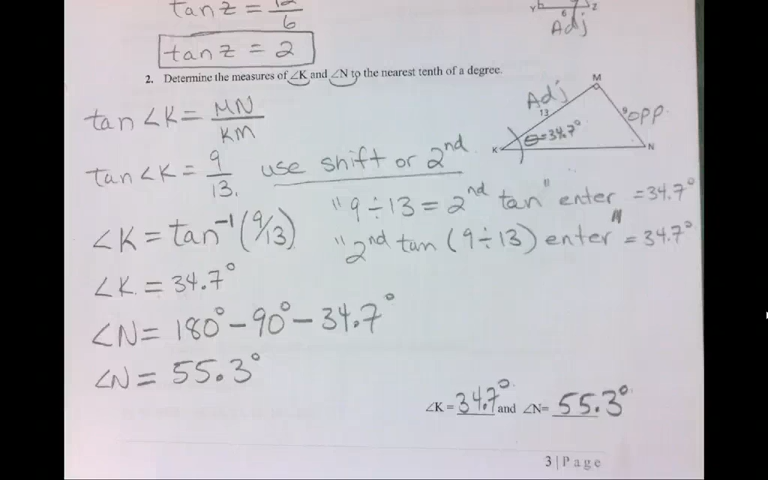 tan Z = 12/6
Y Z
6
Adj
tan Z = 2
2. Determine the measures of ∠K and ∠N to the nearest tenth of a degree.
M
Adj
13
9 opp
θ=34.7°
K N
tan ∠K = MN/KM
tan ∠K = 9/13
use shift or 2nd
"9 ÷ 13 = 2nd tan" enter = 34.7°
∠K = tan⁻¹(9/13)
"2nd tan (9 ÷ 13) enter" = 34.7°
∠K = 34.7°
∠N = 180° - 90° - 34.7°
∠N = 55.3°
∠K = 34.7° and ∠N= 55.3°
3 | Page